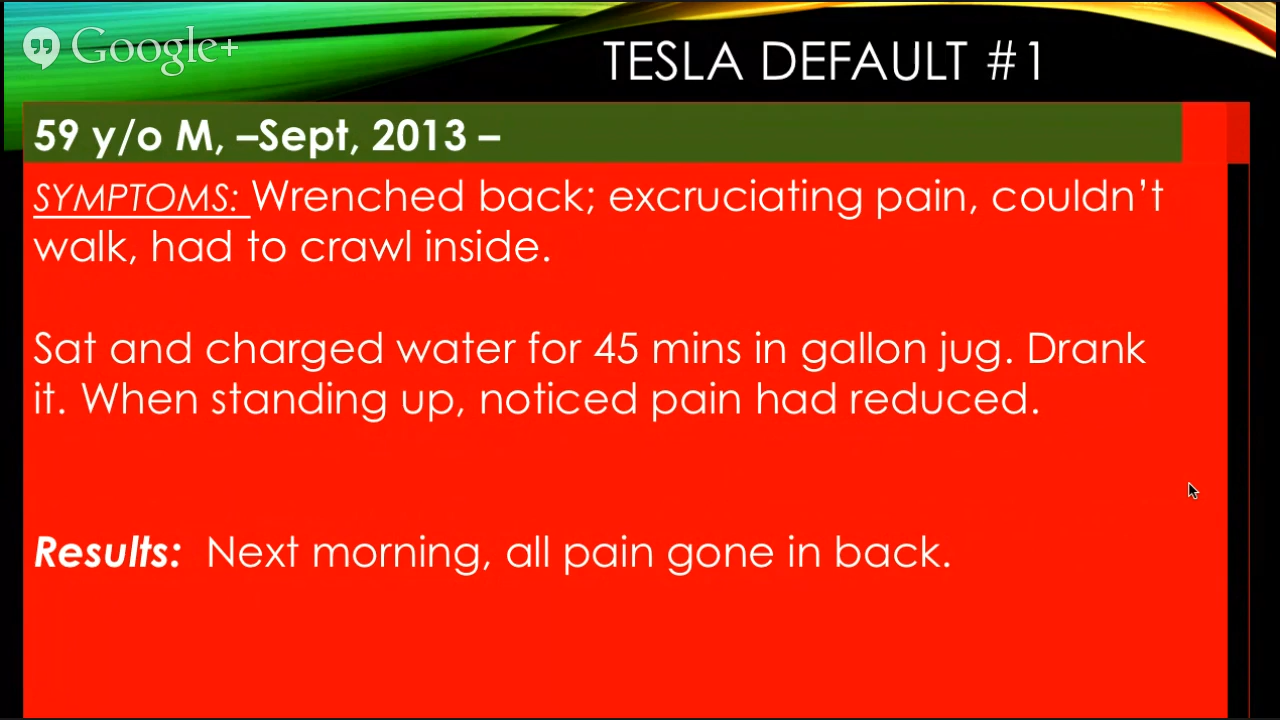 Google+
TESLA DEFAULT #1
59 y/o M, –Sept, 2013 –
SYMPTOMS: Wrenched back; excruciating pain, couldn’t
walk, had to crawl inside.
Sat and charged water for 45 mins in gallon jug. Drank
it. When standing up, noticed pain had reduced.
Results: Next morning, all pain gone in back.